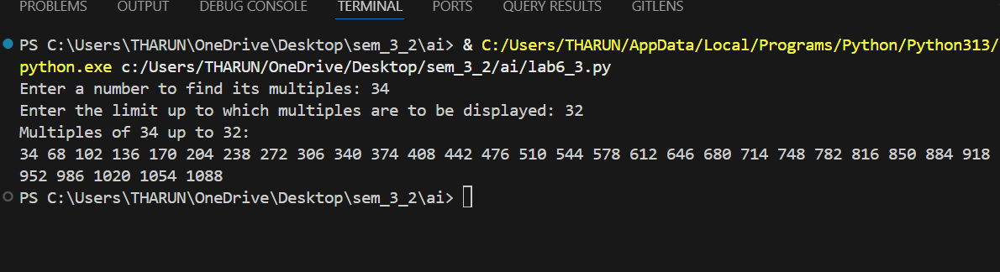 PROBLEMS OUTPUT DEBUG CONSOLE TERMINAL PORTS QUERY RESULTS GITLENS
PS C:\Users\THARUN\OneDrive\Desktop\sem_3_2\ai> & C:/Users/THARUN/AppData/Local/Programs/Python/Python313/
python.exe c:/Users/THARUN/OneDrive/Desktop/sem_3_2/ai/lab6_3.py
Enter a number to find its multiples: 34
Enter the limit up to which multiples are to be displayed: 32
Multiples of 34 up to 32:
34 68 102 136 170 204 238 272 306 340 374 408 442 476 510 544 578 612 646 680 714 748 782 816 850 884 918
952 986 1020 1054 1088
PS C:\Users\THARUN\OneDrive\Desktop\sem_3_2\ai>